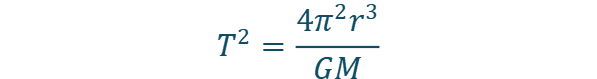 T² = 4π²r³ / GM